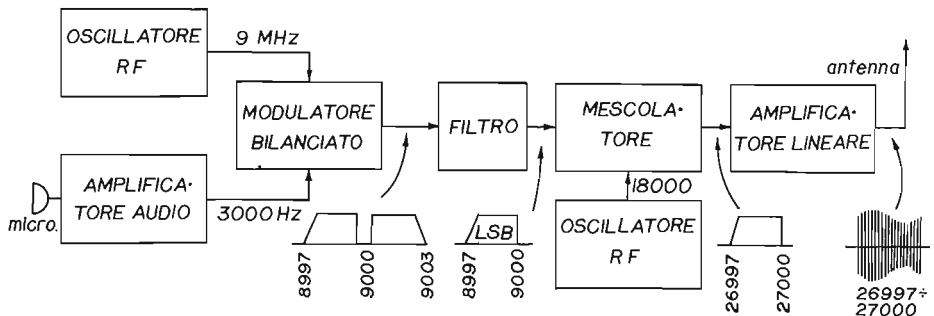 OSCILLATORE
RF
9 MHz
MODULATORE
BILANCIATO
FILTRO
MESCOLA·
TORE
AMPLIFICA·
TORE LINEARE
antenna
micro.
AMPLIFICA·
TORE AUDIO
3000 Hz
18000
OSCILLATORE
RF
8997
9000
9003
LSB
8997
9000
26997
27000
26997÷
27000